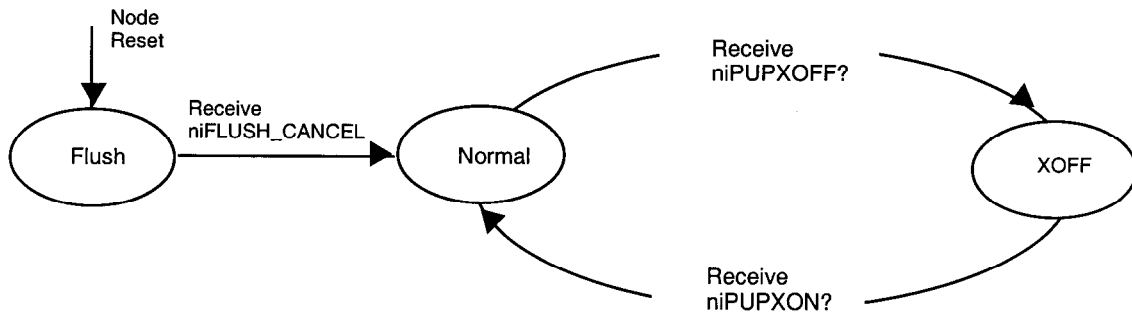 Node
Reset
Receive
niPUPXOFF?
Receive
niFLUSH_CANCEL
Flush
Normal
XOFF
Receive
niPUPXON?